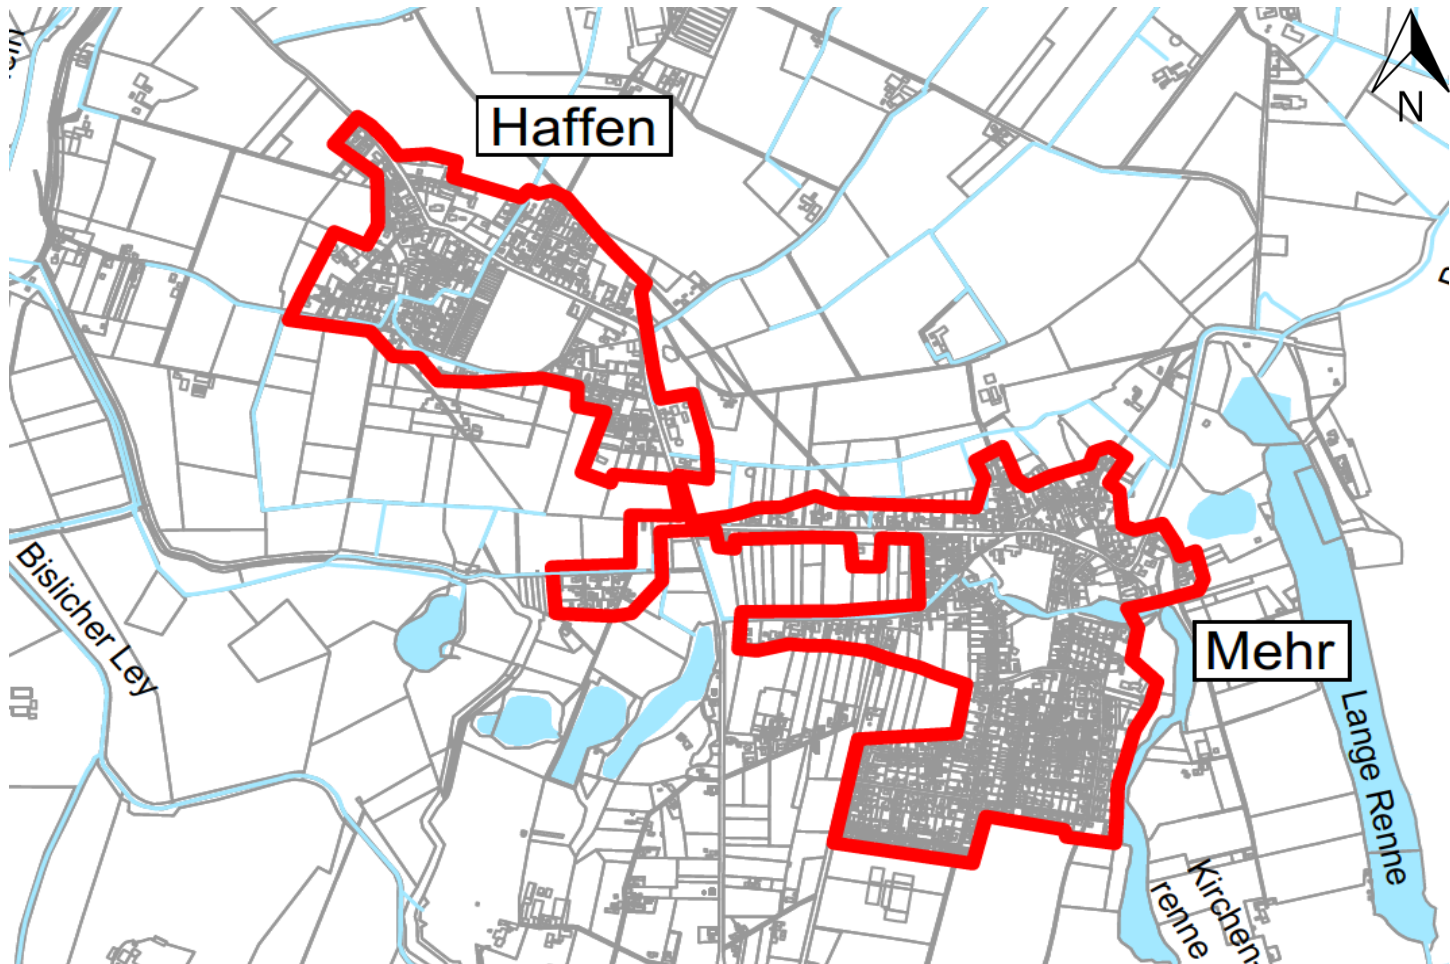 Haffen
N
Mehr
Bislicher Ley
Lange Renne
Kirchen-
renne